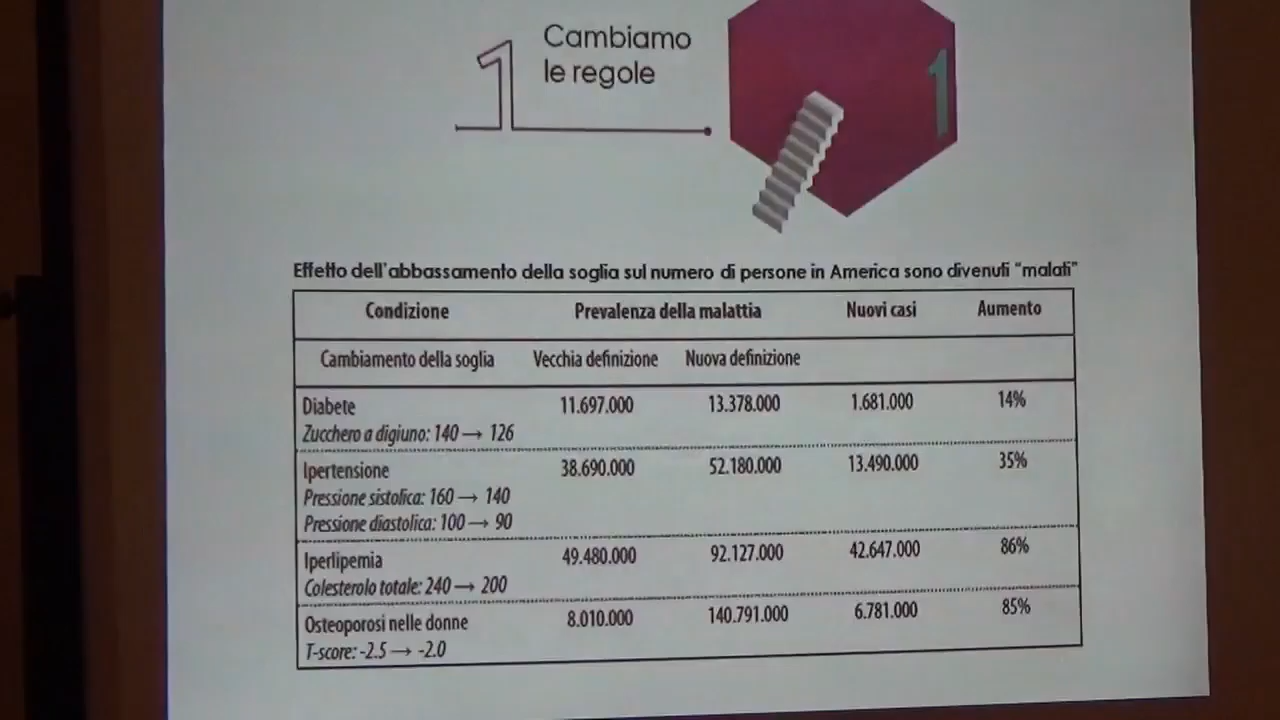 1
Cambiamo
le regole
1
Effetto dell'abbassamento della soglia sul numero di persone in America sono divenuti "malati"
Condizione Prevalenza della malattia Nuovi casi Aumento
Cambiamento della soglia Vecchia definizione Nuova definizione
Diabete 11.697.000 13.378.000 1.681.000 14%
Zucchero a digiuno: 140 → 126
Ipertensione 38.690.000 52.180.000 13.490.000 35%
Pressione sistolica: 160 → 140
Pressione diastolica: 100 → 90
Iperlipemia 49.480.000 92.127.000 42.647.000 86%
Colesterolo totale: 240 → 200
Osteoporosi nelle donne 8.010.000 140.791.000 6.781.000 85%
T-score: -2.5 → -2.0